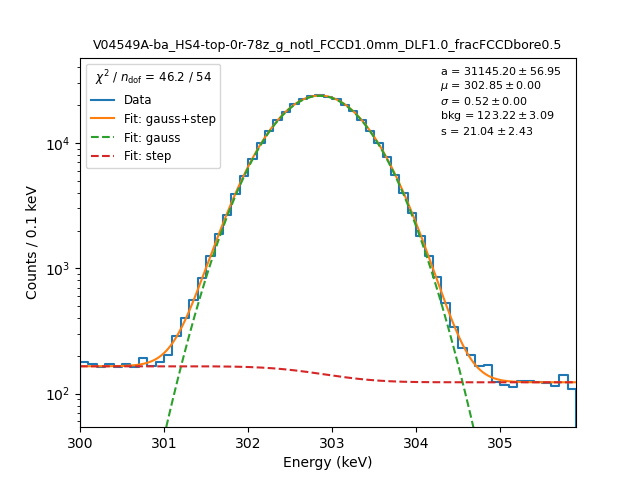 V04549A-ba_HS4-top-0r-78z_g_notl_FCCD1.0mm_DLF1.0_fracFCCDbore0.5
χ² / n_dof = 46.2 / 54
Data
Fit: gauss+step
Fit: gauss
Fit: step
a = 31145.20 ± 56.95
μ = 302.85 ± 0.00
σ = 0.52 ± 0.00
bkg = 123.22 ± 3.09
s = 21.04 ± 2.43
Counts / 0.1 keV
10⁴
10³
10²
300 301 302 303 304 305
Energy (keV)